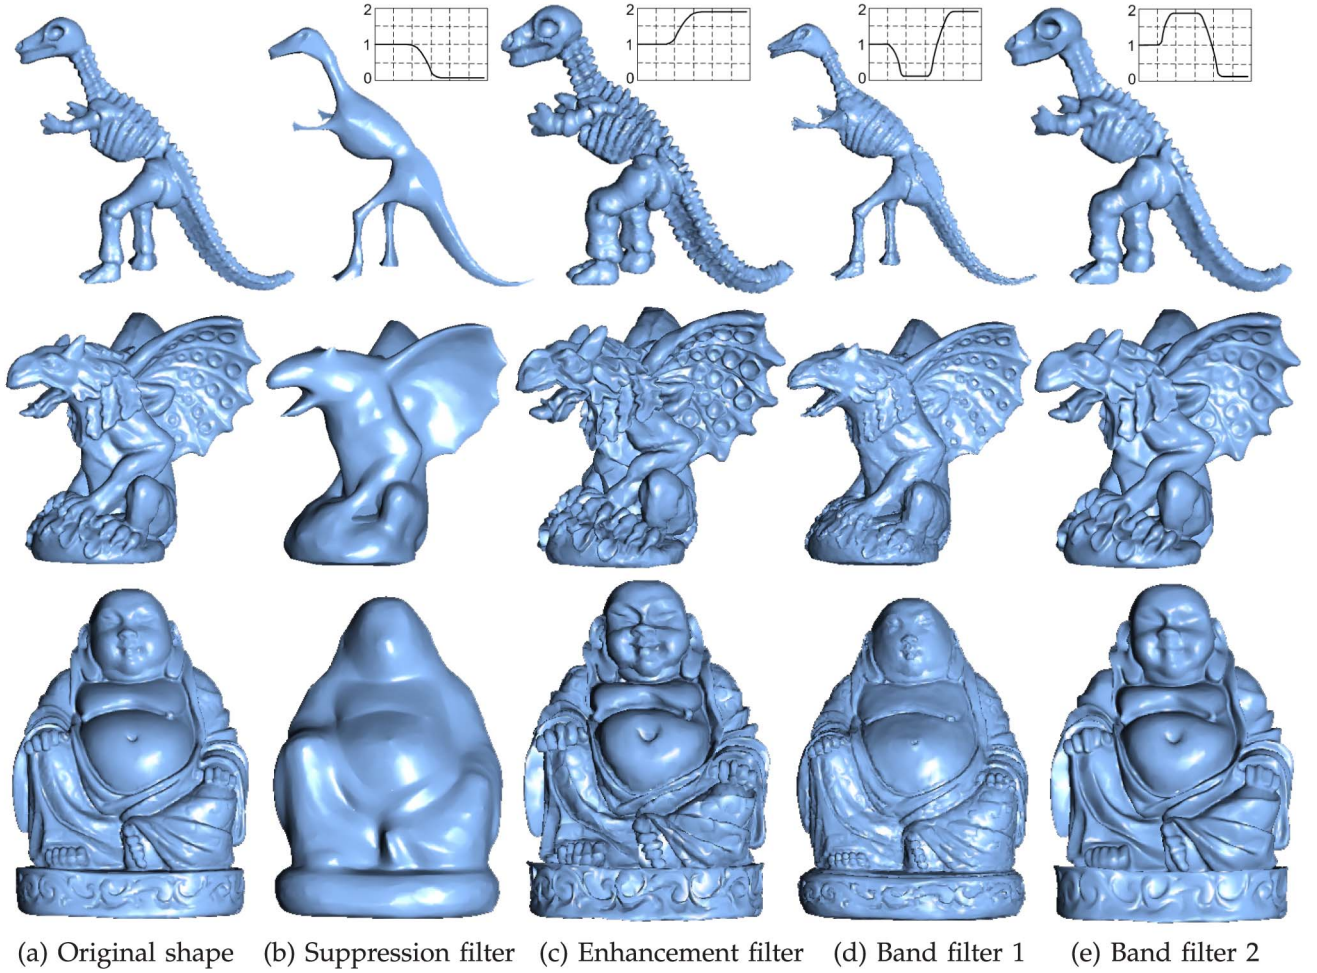 2
1
0
2
1
0
2
1
0
2
1
0
(a) Original shape
(b) Suppression filter
(c) Enhancement filter
(d) Band filter 1
(e) Band filter 2